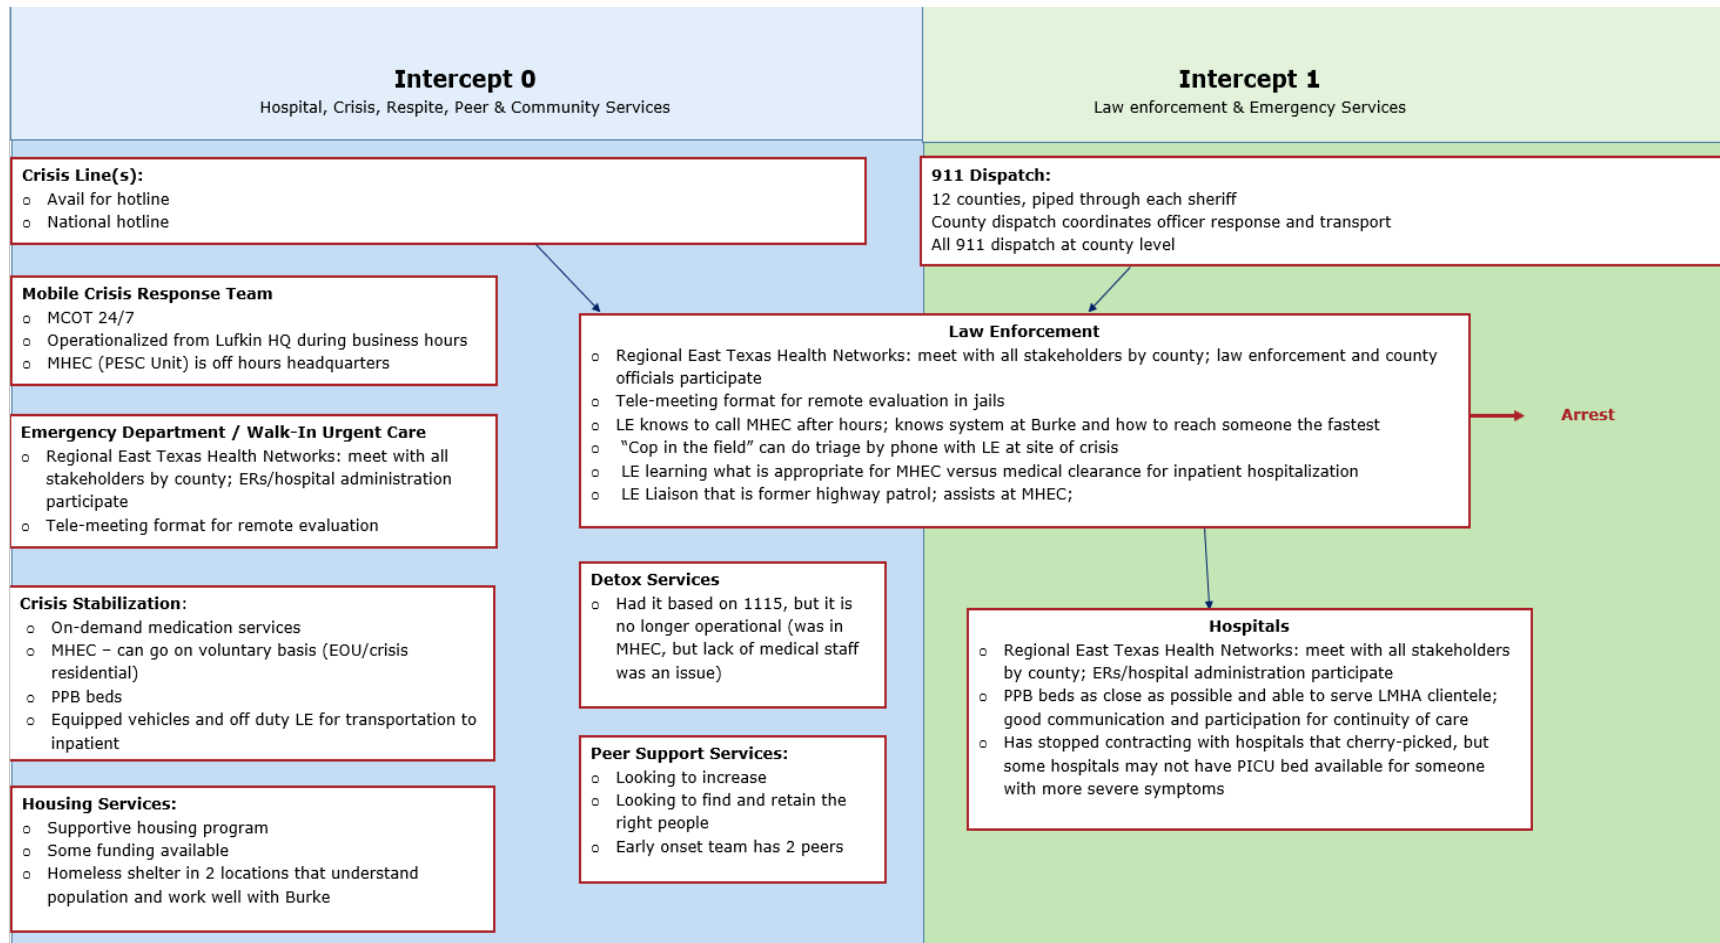 Intercept 0
Hospital, Crisis, Respite, Peer & Community Services
Intercept 1
Law enforcement & Emergency Services
Crisis Line(s):
o Avail for hotline
o National hotline
911 Dispatch:
12 counties, piped through each sheriff
County dispatch coordinates officer response and transport
All 911 dispatch at county level
Mobile Crisis Response Team
o MCOT 24/7
o Operationalized from Lufkin HQ during business hours
o MHEC (PESC Unit) is off hours headquarters
Law Enforcement
o Regional East Texas Health Networks: meet with all stakeholders by county; law enforcement and county
officials participate
o Tele-meeting format for remote evaluation in jails
o LE knows to call MHEC after hours; knows system at Burke and how to reach someone the fastest
o “Cop in the field” can do triage by phone with LE at site of crisis
o LE learning what is appropriate for MHEC versus medical clearance for inpatient hospitalization
o LE Liaison that is former highway patrol; assists at MHEC;
Arrest
Emergency Department / Walk-In Urgent Care
o Regional East Texas Health Networks: meet with all
stakeholders by county; ERs/hospital administration
participate
o Tele-meeting format for remote evaluation
Crisis Stabilization:
o On-demand medication services
o MHEC – can go on voluntary basis (EOU/crisis
residential)
o PPB beds
o Equipped vehicles and off duty LE for transportation to
inpatient
Detox Services
o Had it based on 1115, but it is
no longer operational (was in
MHEC, but lack of medical staff
was an issue)
Hospitals
o Regional East Texas Health Networks: meet with all stakeholders
by county; ERs/hospital administration participate
o PPB beds as close as possible and able to serve LMHA clientele;
good communication and participation for continuity of care
o Has stopped contracting with hospitals that cherry-picked, but
some hospitals may not have PICU bed available for someone
with more severe symptoms
Peer Support Services:
o Looking to increase
o Looking to find and retain the
right people
o Early onset team has 2 peers
Housing Services:
o Supportive housing program
o Some funding available
o Homeless shelter in 2 locations that understand
population and work well with Burke